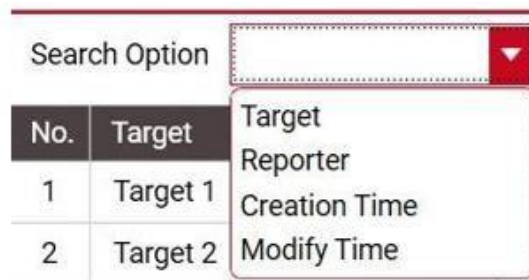 Search Option
No. Target
1 Target 1
2 Target 2
Target
Reporter
Creation Time
Modify Time